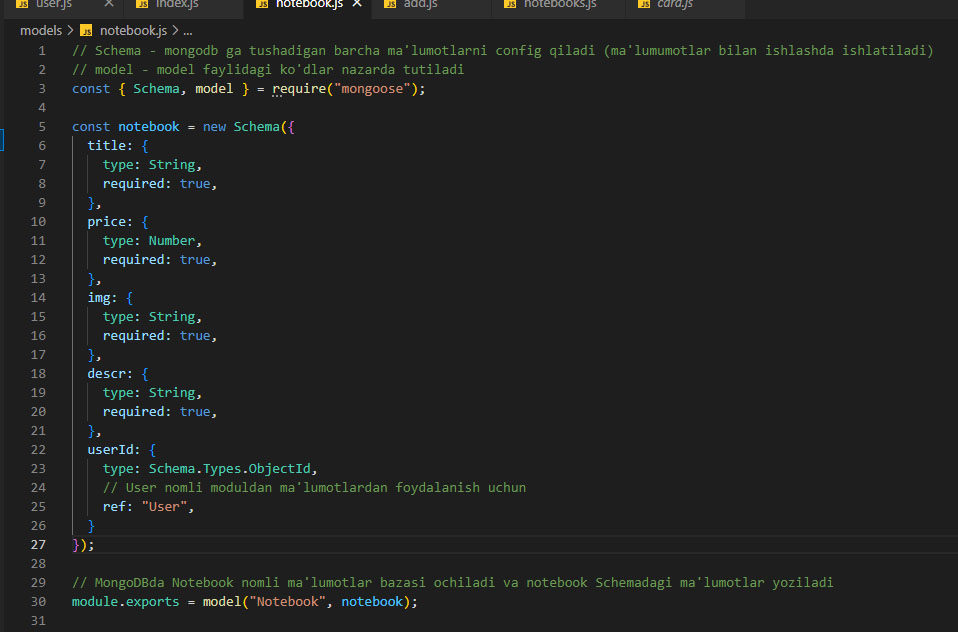 user.js index.js notebook.js add.js notebooks.js card.js
models > notebook.js > ...
1 // Schema - mongodb ga tushadigan barcha ma'lumotlarni config qiladi (ma'lumumotlar bilan ishlashda ishlatiladi)
2 // model - model faylidagi ko'dlar nazarda tutiladi
3 const { Schema, model } = require("mongoose");
4
5 const notebook = new Schema({
6 title: {
7 type: String,
8 required: true,
9 },
10 price: {
11 type: Number,
12 required: true,
13 },
14 img: {
15 type: String,
16 required: true,
17 },
18 descr: {
19 type: String,
20 required: true,
21 },
22 userId: {
23 type: Schema.Types.ObjectId,
24 // User nomli moduldan ma'lumotlardan foydalanish uchun
25 ref: "User",
26 }
27 });
28
29 // MongoDBda Notebook nomli ma'lumotlar bazasi ochiladi va notebook Schemadagi ma'lumotlar yoziladi
30 module.exports = model("Notebook", notebook);
31